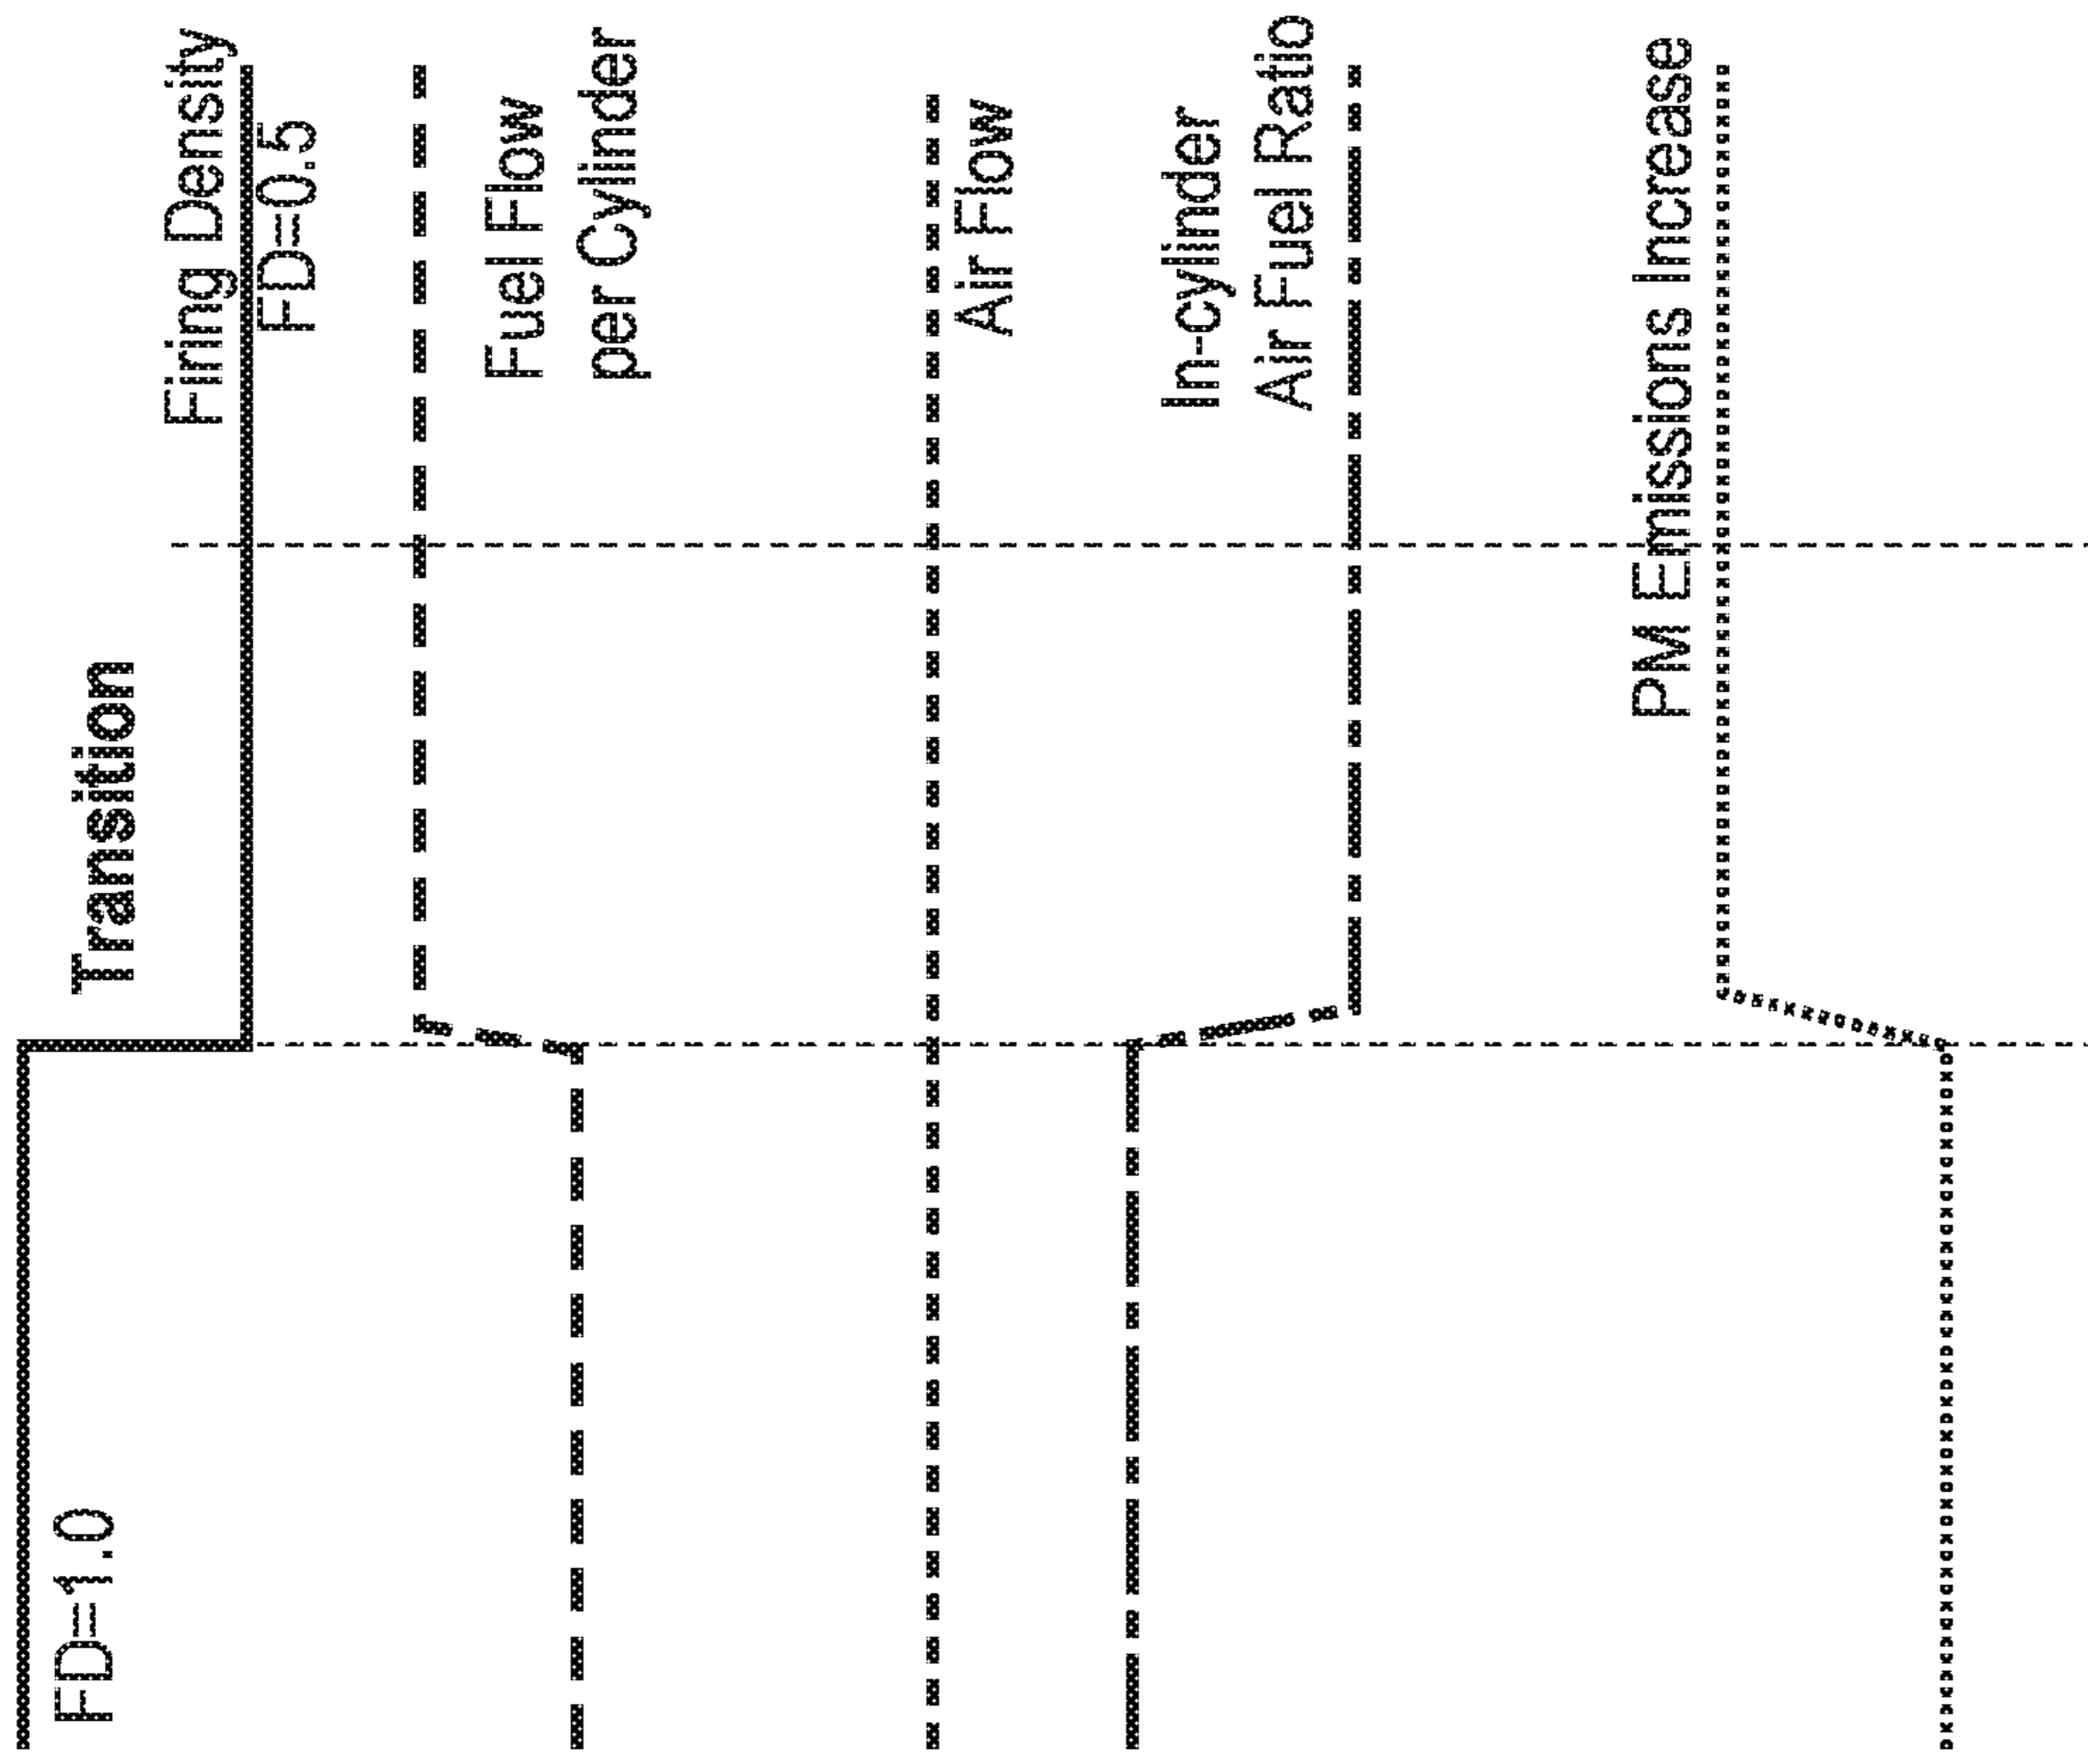 Transition
FD=1.0
Firing Density
FD=0.5
Fuel Flow
per Cylinder
Air Flow
In-cylinder
Air Fuel Ratio
PM Emissions Increase